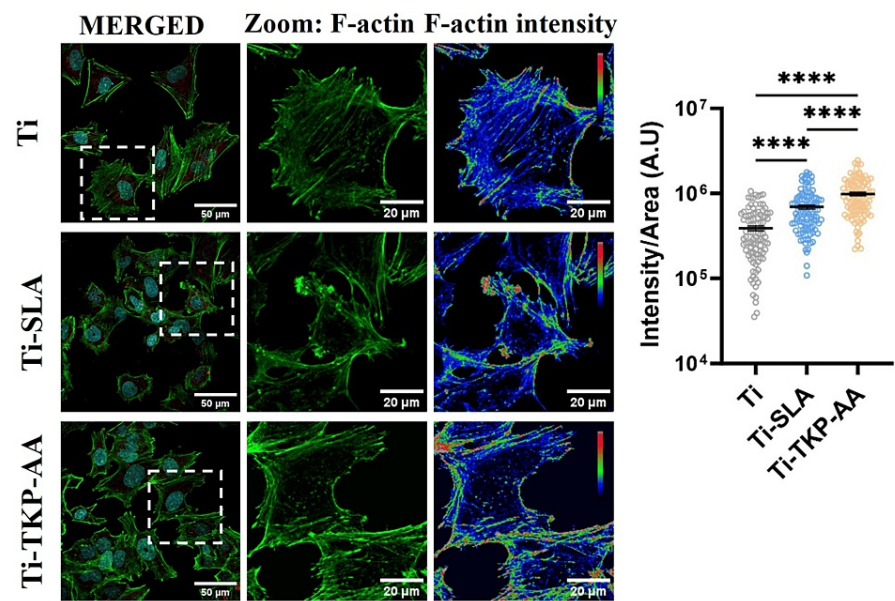 MERGED Zoom: F-actin F-actin intensity
Ti
50 µm
20 µm
20 µm
Ti-SLA
50 µm
20 µm
20 µm
Ti-TKP-AA
50 µm
20 µm
20 µm
Intensity/Area (A.U)
10⁷
10⁶
10⁵
10⁴
****
****
****
Ti
Ti-SLA
Ti-TKP-AA